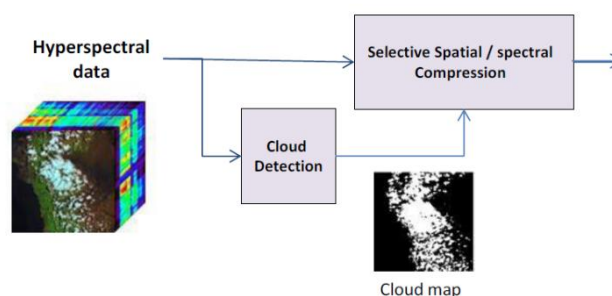 Hyperspectral
data
Selective Spatial / spectral
Compression
Cloud
Detection
Cloud map